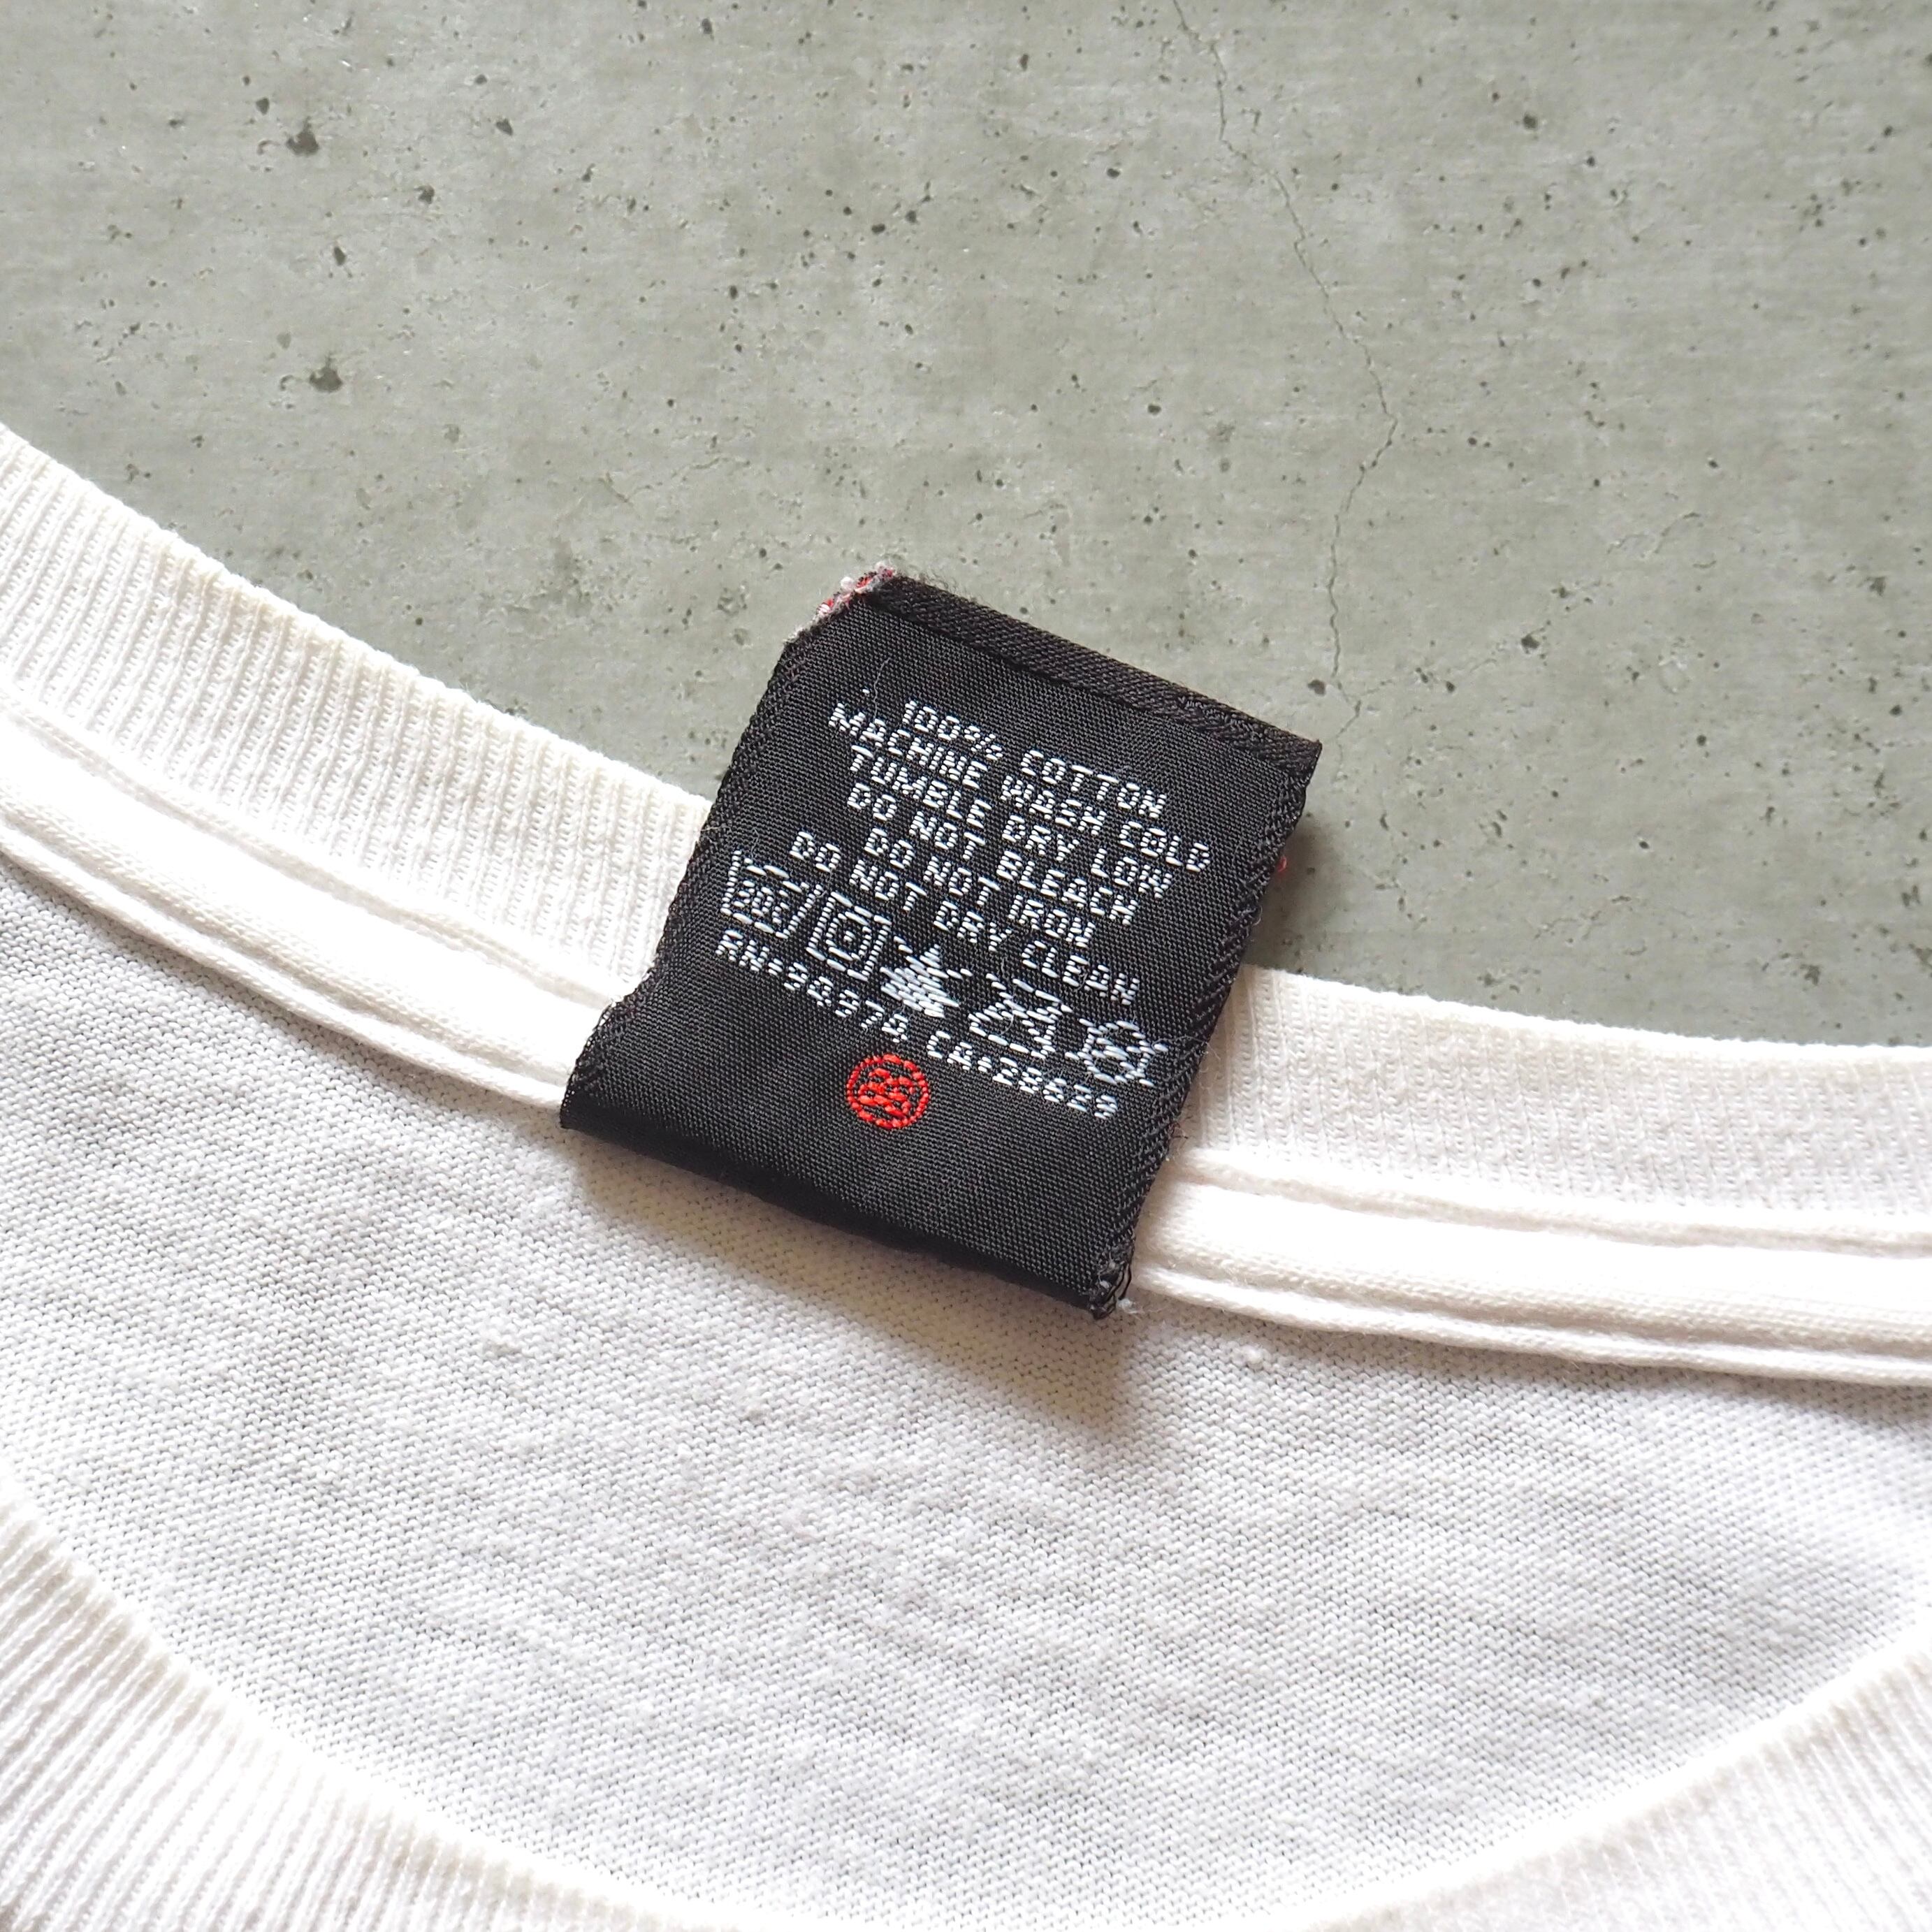 100% COTTON
MACHINE WASH COLD
TUMBLE DRY LOW
DO NOT BLEACH
DO NOT IRON
DO NOT DRY CLEAN
RN#94974, CA#28629